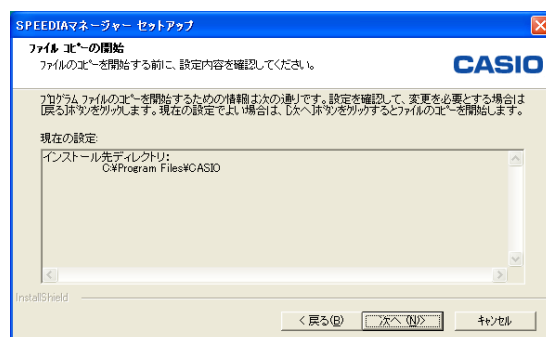 SPEEDIAマネージャー セットアップ
ファイル コピーの開始
ファイルのコピーを開始する前に、設定内容を確認してください。
CASIO
プログラム ファイルのコピーを開始するための情報は次の通りです。設定を確認して、変更を必要とする場合は
[戻る]ボタンをクリックします。現在の設定でよい場合は、[次へ]ボタンをクリックするとファイルのコピーを開始します。
現在の設定:
インストール先ディレクトリ:
C:¥Program Files¥CASIO
InstallShield
< 戻る(B)
次へ (N)>
キャンセル